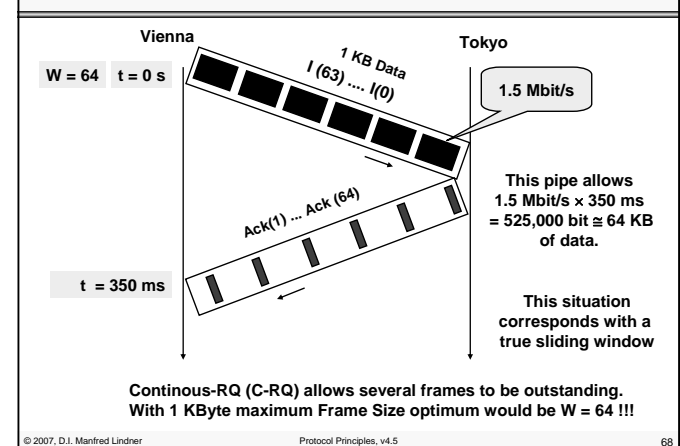 Vienna
Tokyo
W = 64 t = 0 s
1 KB Data
I (63) .... I(0)
1.5 Mbit/s
This pipe allows
1.5 Mbit/s × 350 ms
= 525,000 bit ≅ 64 KB
of data.
Ack(1) ... Ack (64)
t = 350 ms
This situation
corresponds with a
true sliding window
Continous-RQ (C-RQ) allows several frames to be outstanding.
With 1 KByte maximum Frame Size optimum would be W = 64 !!!
© 2007, D.I. Manfred Lindner
Protocol Principles, v4.5
68